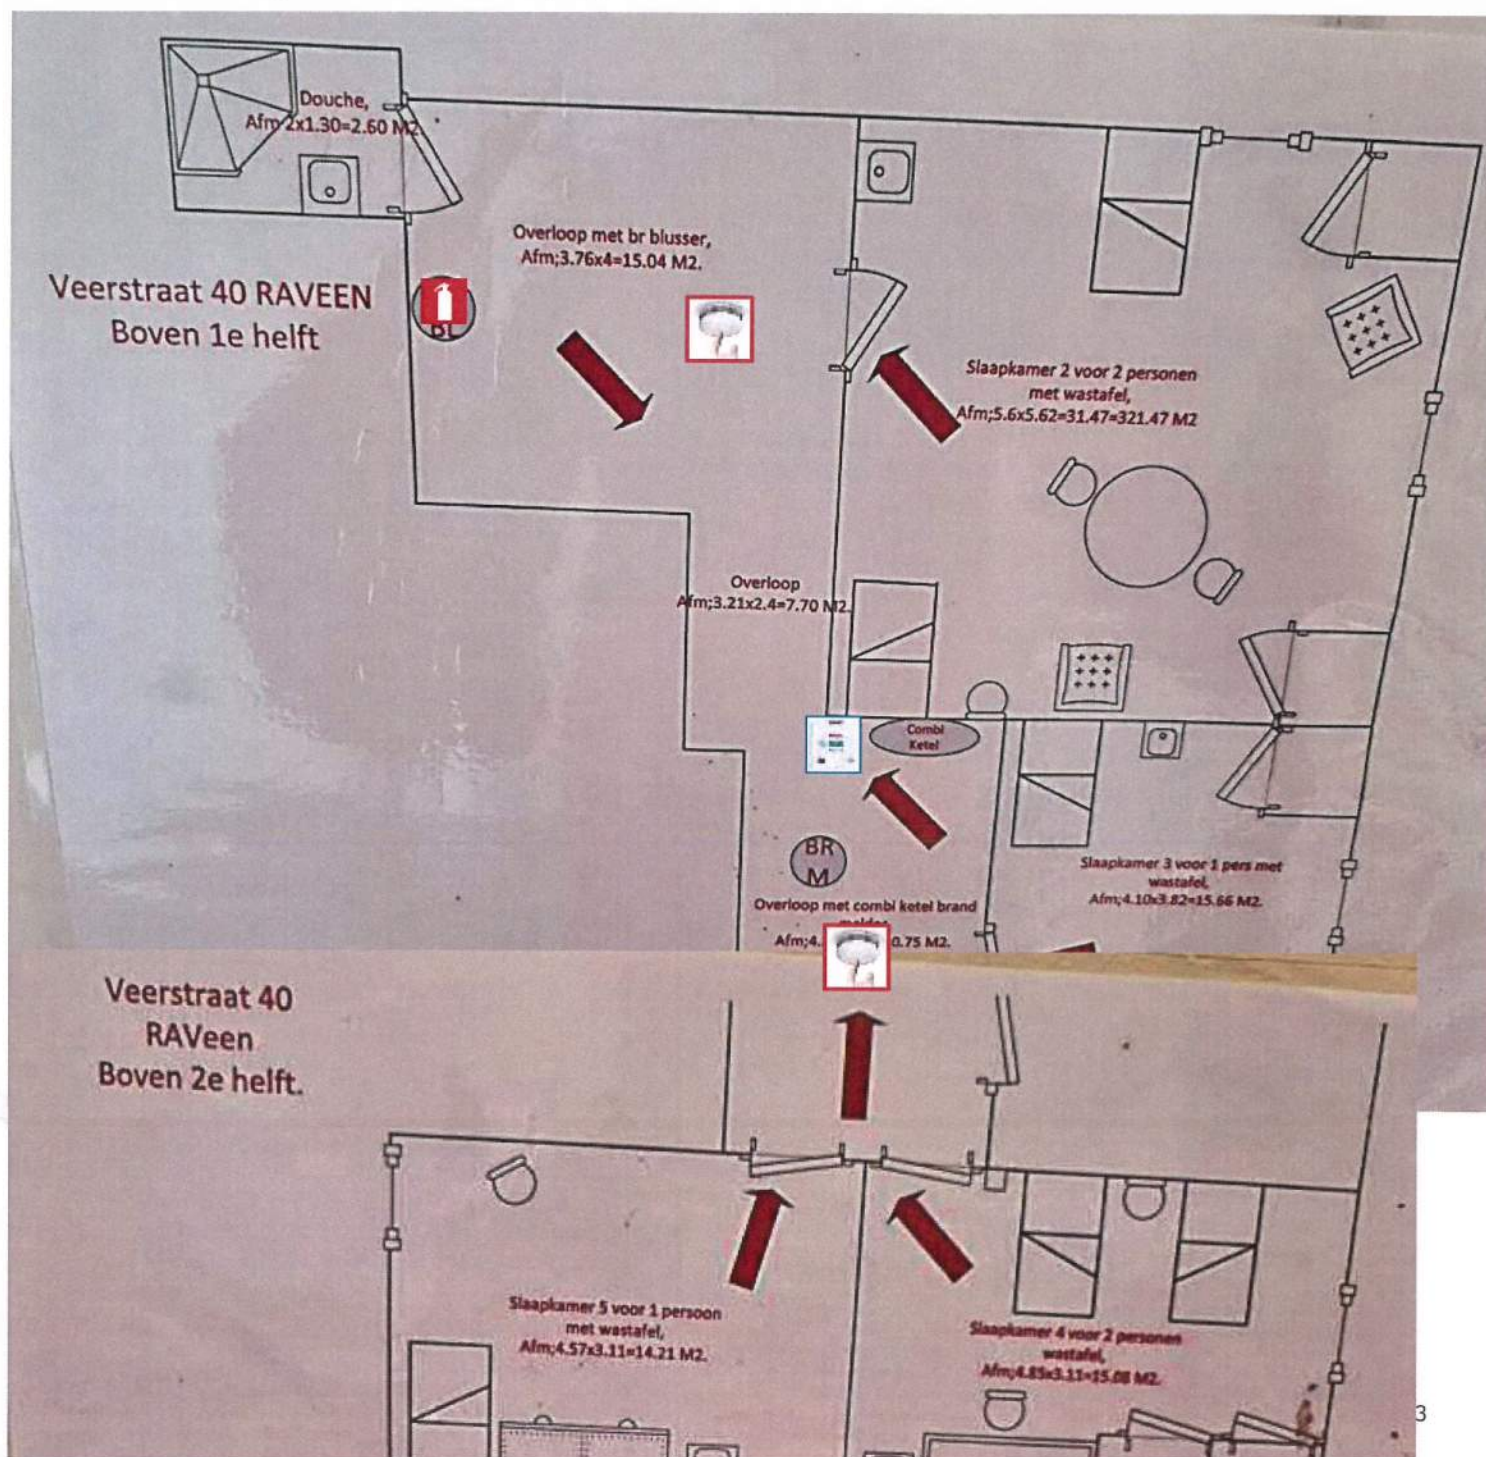 Douche,
Afm 2x1.30=2.60 M2.
Overloop met br blusser,
Afm;3.76x4=15.04 M2.
Veerstraat 40 RAVEEN
Boven 1e helft
BL
Slaapkamer 2 voor 2 personen
met wastafel,
Afm;5.6x5.62=31.47=321.47 M2
Overloop
Afm;3.21x2.4=7.70 M2.
Combi
Ketel
BR
M
Slaapkamer 3 voor 1 pers met
wastafel,
Afm;4.10x3.82=15.66 M2.
Overloop met combi ketel brand
melder
Afm;4. 0.75 M2.
Veerstraat 40
RAVeen
Boven 2e helft.
Slaapkamer 5 voor 1 persoon
met wastafel,
Afm;4.57x3.11=14.21 M2.
Slaapkamer 4 voor 2 personen
wastafel,
Afm;4.85x3.11=15.08 M2.
3